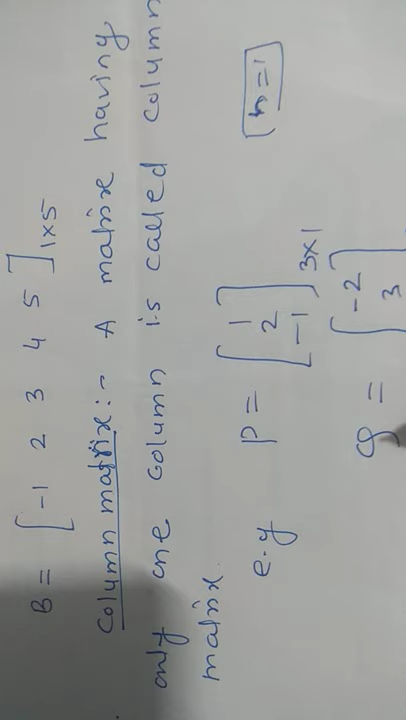 B = [ -1 2 3 4 5 ] 1×5
Column matrix :- A matrix having
only one column is called column
matrix.
e.g P = [ 1 2 -1 ] 3×1 n=1
Q = [ -2 3